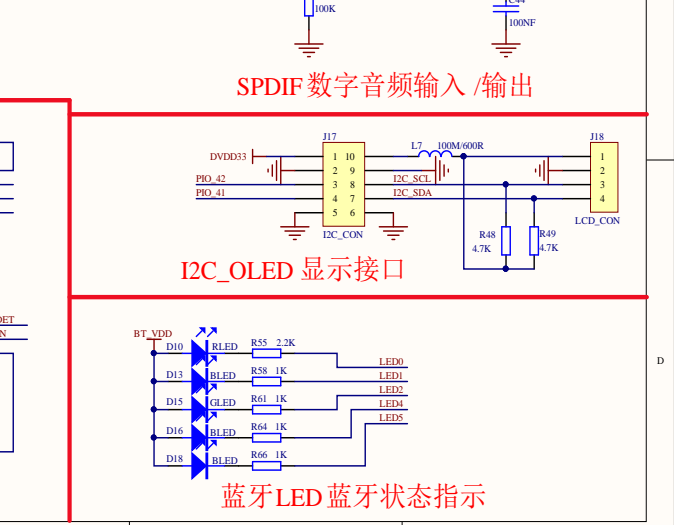 C44
100K
100NF
SPDIF 数字音频输入 /输出
J17
L7 100M/600R
J18
DVDD33
1 10
2 9
3 8
4 7
5 6
1
2
3
4
PIO_42
PIO_41
I2C_SCL
I2C_SDA
I2C_CON
LCD_CON
R48
4.7K
R49
4.7K
I2C_OLED 显示接口
DET
N
BT_VDD
D10 RLED R55 2.2K LED0
D13 BLED R58 1K LED1
D15 GLED R61 1K LED2
D16 BLED R64 1K LED4
D18 BLED R66 1K LED5
D
蓝牙LED 蓝牙状态指示